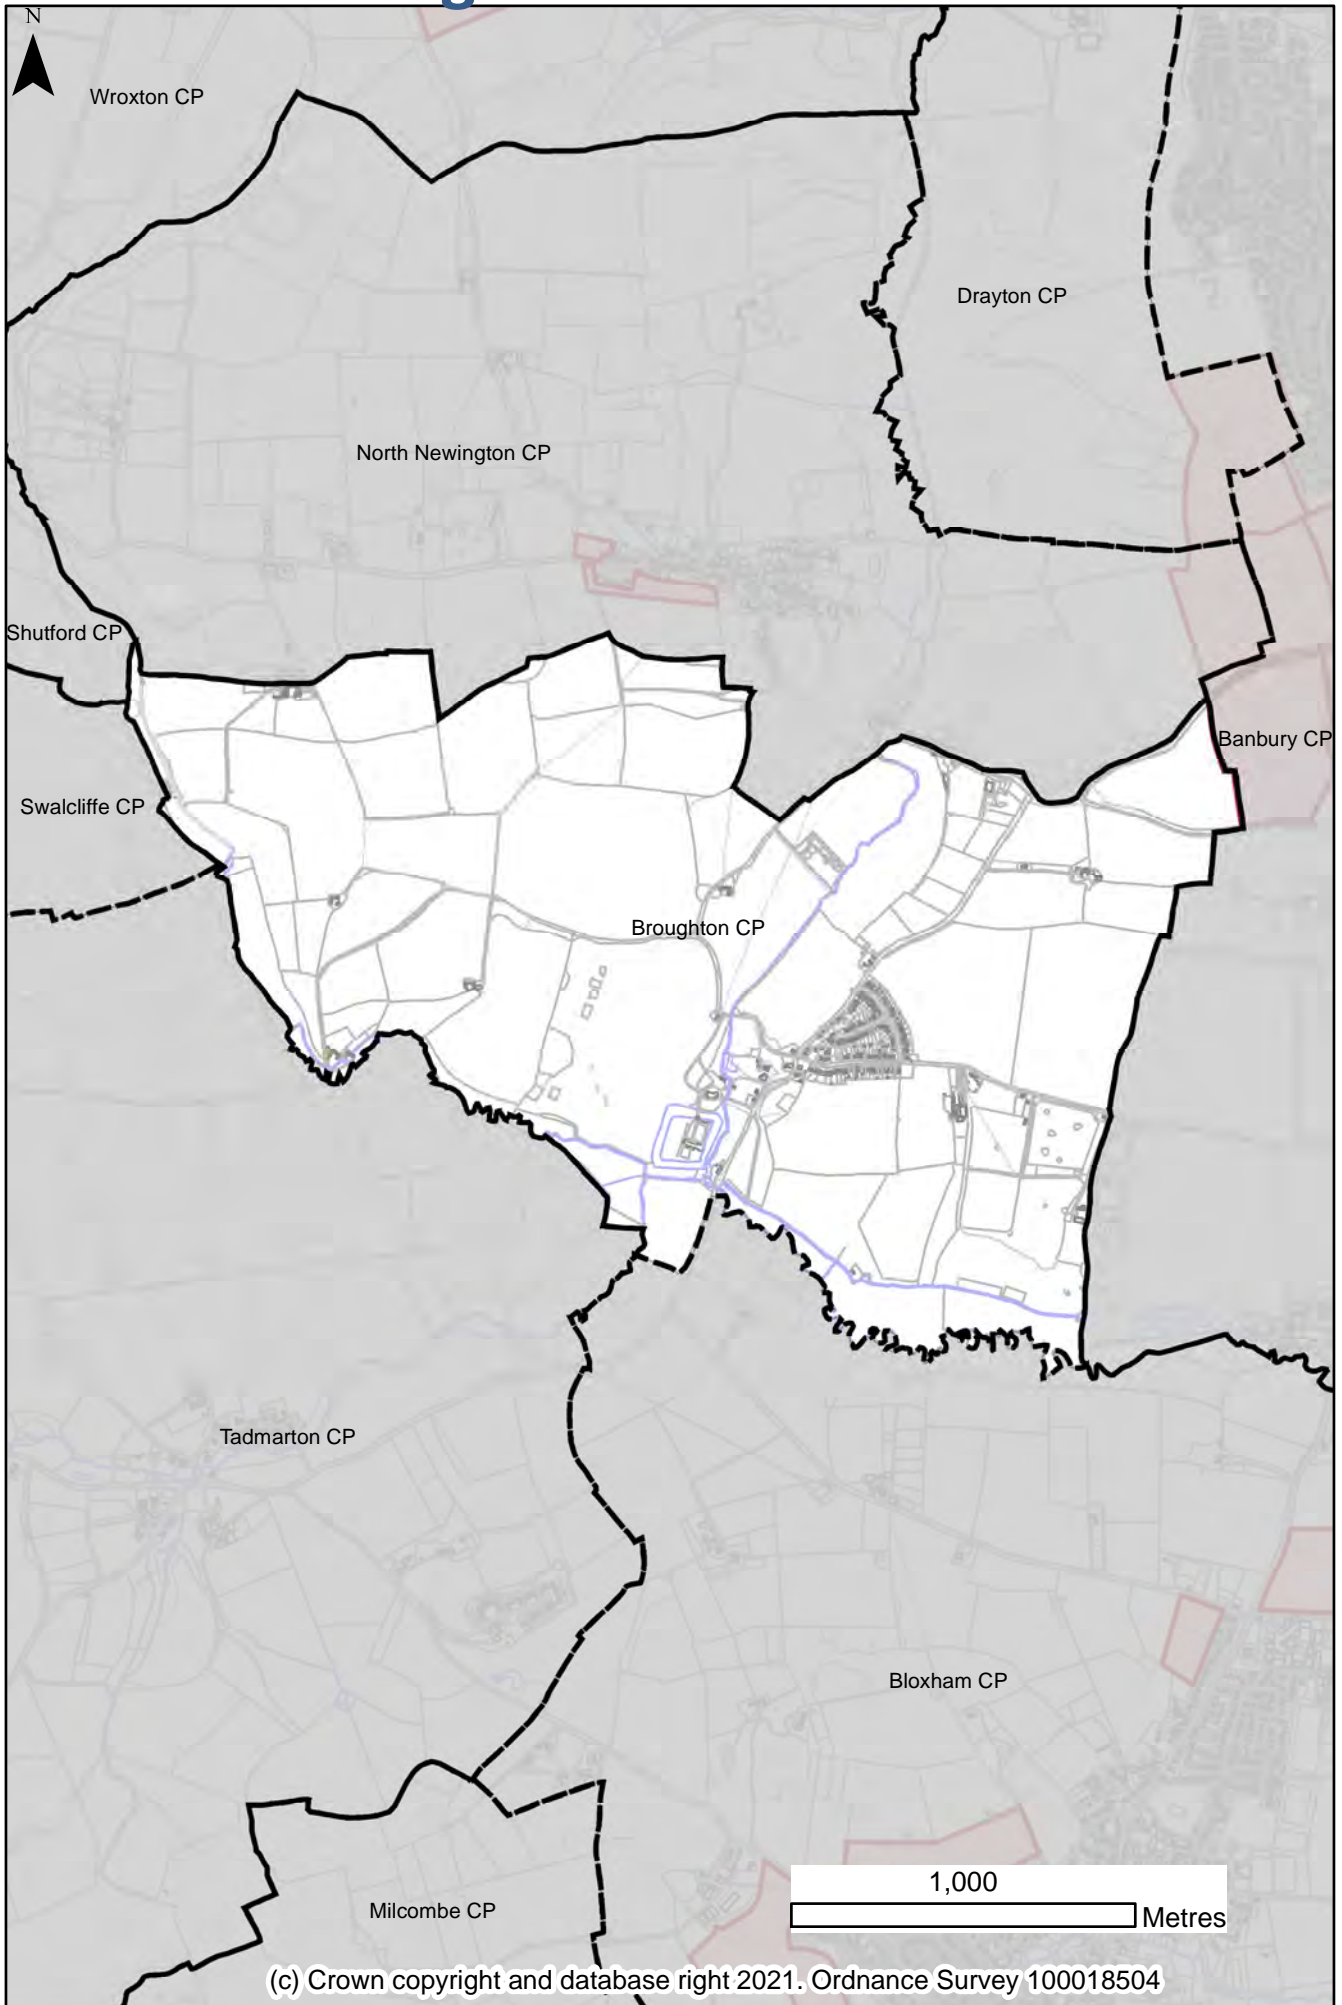 N
Wroxton CP
Drayton CP
North Newington CP
Shutford CP
Banbury CP
Swalcliffe CP
Broughton CP
Tadmarton CP
Bloxham CP
1,000
Milcombe CP
Metres
(c) Crown copyright and database right 2021. Ordnance Survey 100018504